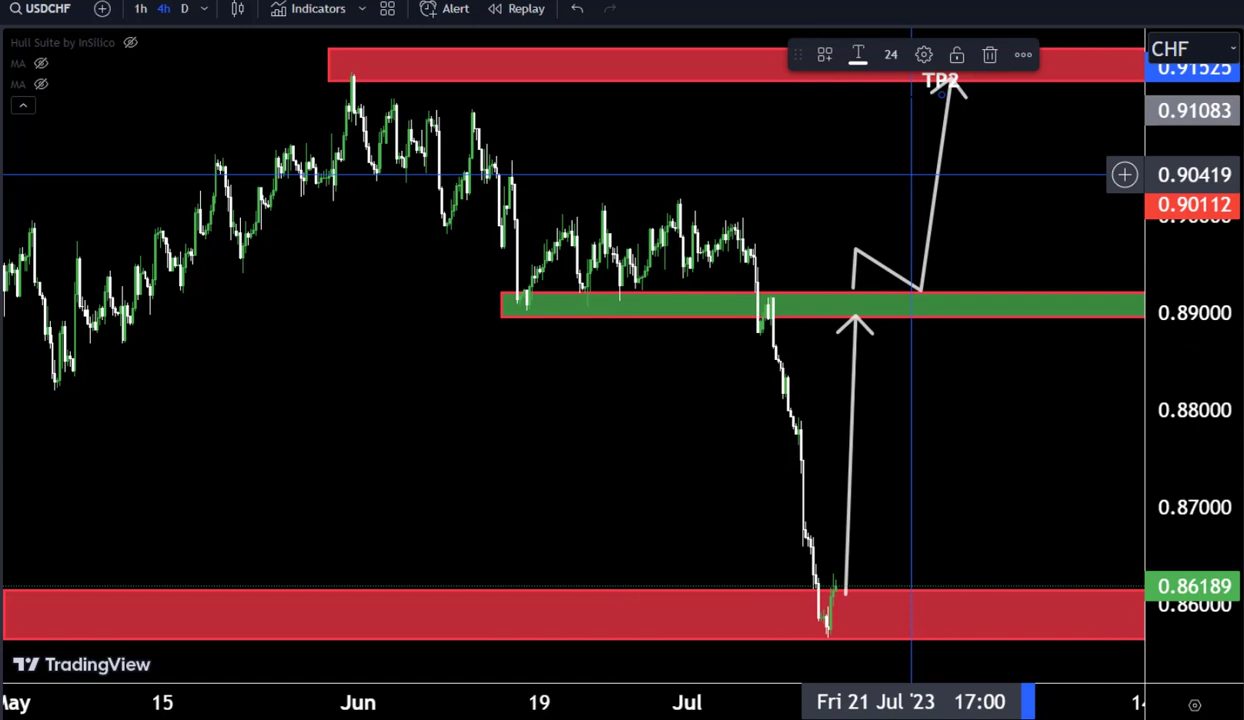 USDCHF 1h 4h D Indicators Alert Replay
Hull Suite by InSilico
MA
MA
24
CHF
TP2
0.91525
0.91083
0.90419
0.90112
0.89000
0.88000
0.87000
0.86189
0.86000
TradingView
May 15 Jun 19 Jul Fri 21 Jul '23 17:00